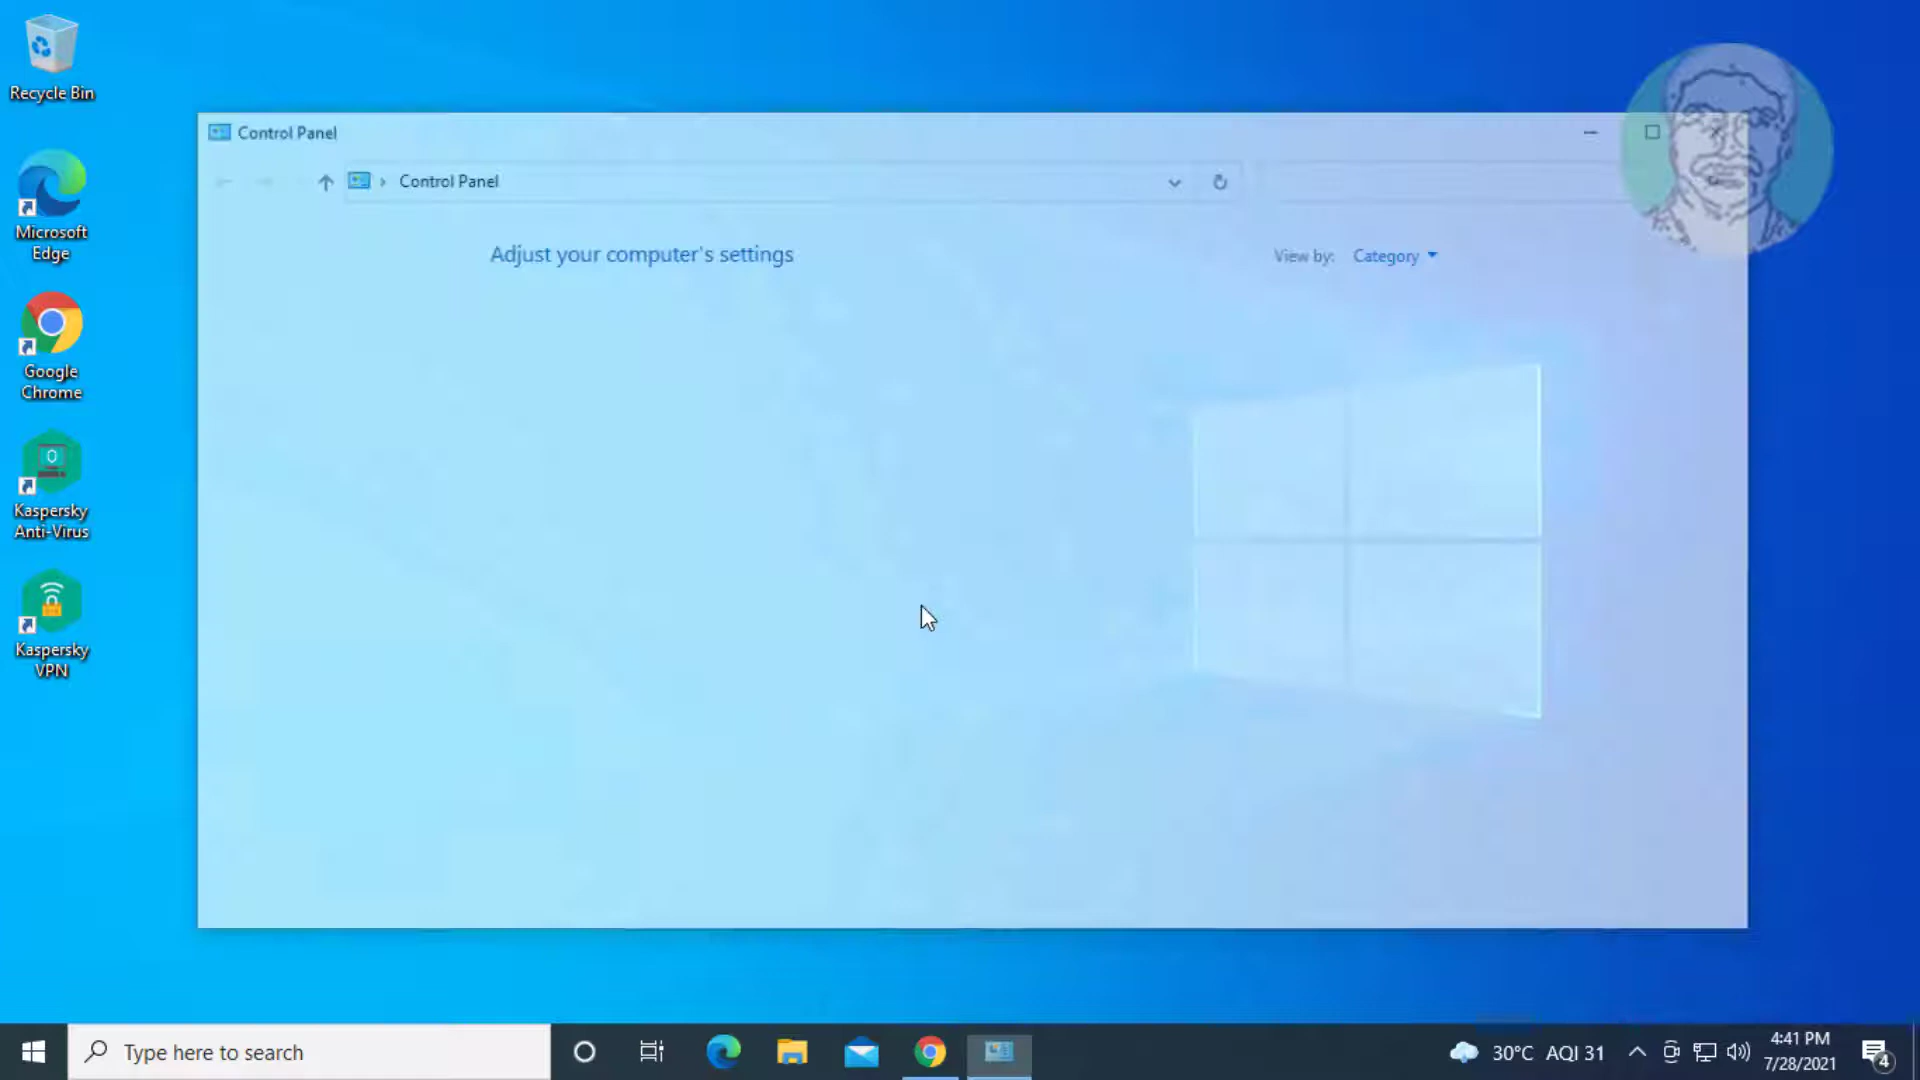 Recycle Bin
Microsoft
Edge
Google
Chrome
Kaspersky
Anti-Virus
Kaspersky
VPN
Control Panel
Control Panel
Adjust your computer's settings
View by: Category
Type here to search
30°C AQI 31
4:41 PM
7/28/2021
4